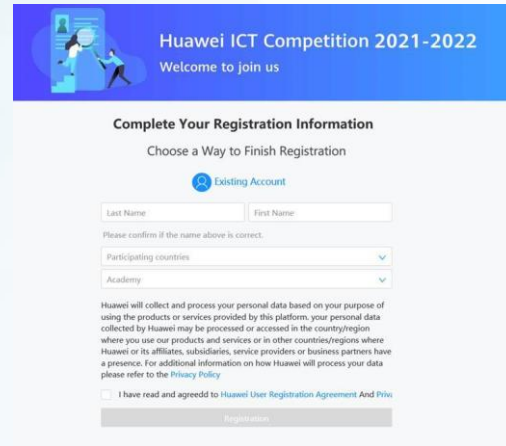 Huawei ICT Competition 2021-2022
Welcome to join us
Complete Your Registration Information
Choose a Way to Finish Registration
Existing Account
Last Name First Name
Please confirm if the name above is correct.
Participating countries
Academy
Huawei will collect and process your personal data based on your purpose of
using the products or services provided by this platform. your personal data
collected by Huawei may be processed or accessed in the country/region
where you use our products and services or in other countries/regions where
Huawei or its affiliates, subsidiaries, service providers or business partners have
a presence. For additional information on how Huawei will process your data
please refer to the Privacy Policy
I have read and agreedd to Huawei User Registration Agreement And Priv
Registration